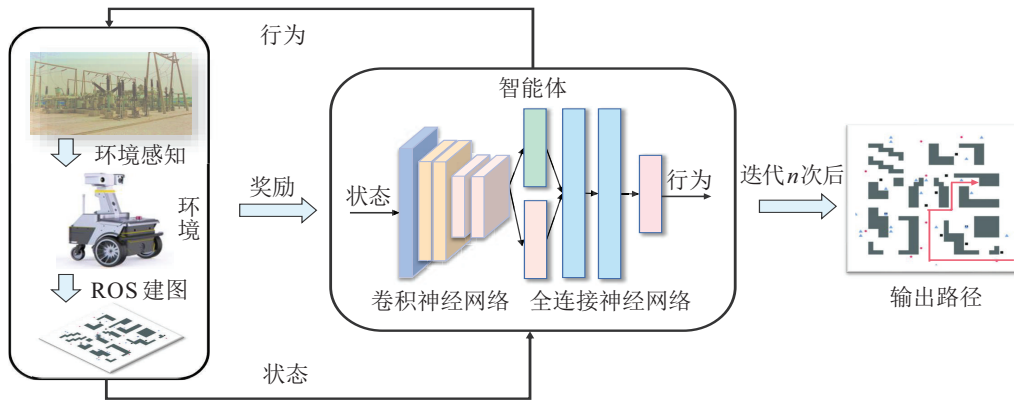 行为
智能体
环境感知
环境
奖励
状态
行为
迭代n次后
ROS 建图
卷积神经网络
全连接神经网络
输出路径
状态